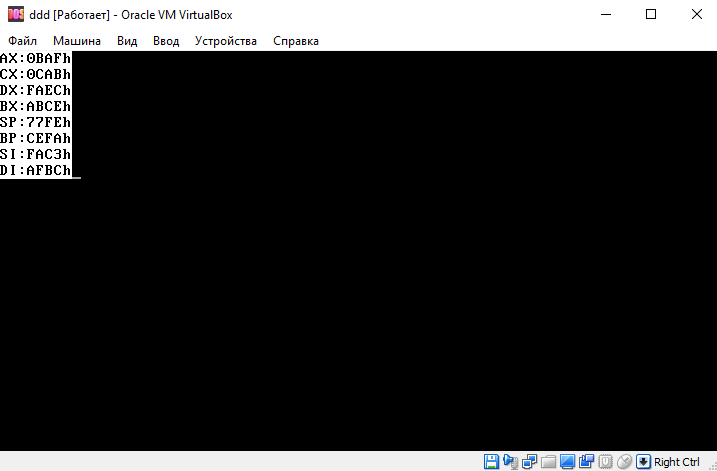 ddd [Работает] - Oracle VM VirtualBox
Файл Машина Вид Ввод Устройства Справка
AX:0BAFh
CX:0CABh
DX:FAECh
BX:ABCEh
SP:77FEh
BP:CEFAh
SI:FAC3h
DI:AFBCh_
Right Ctrl